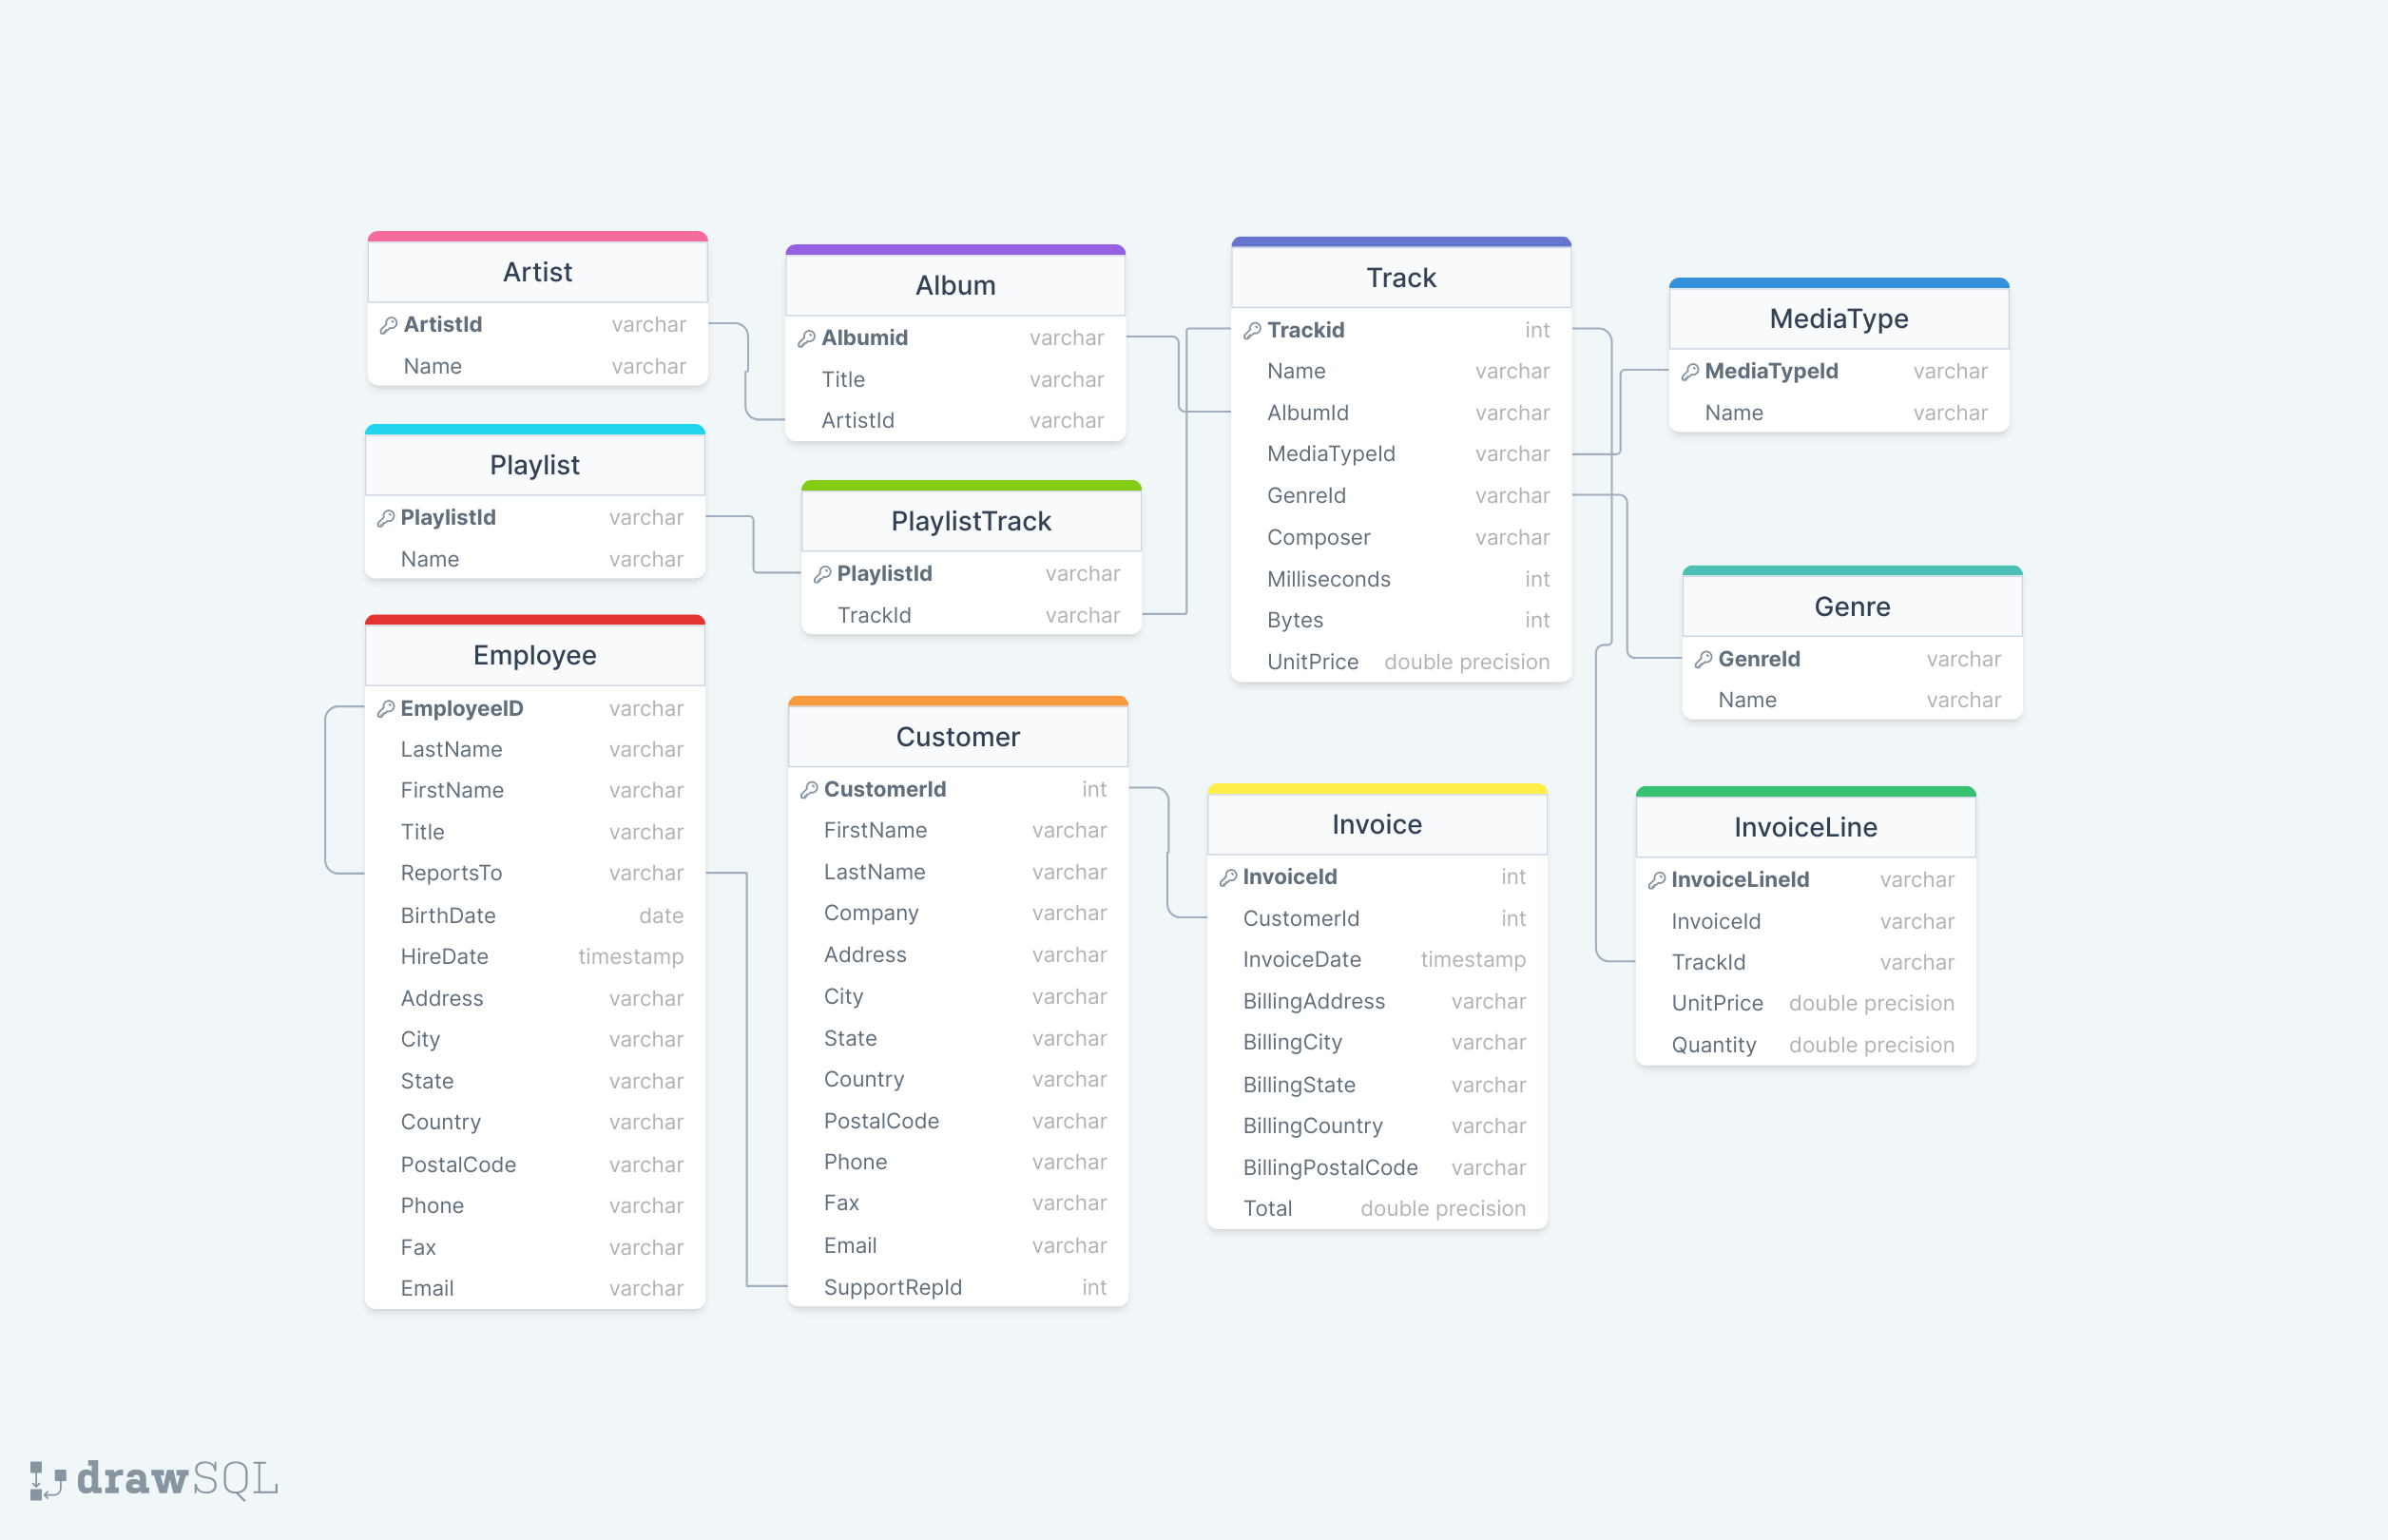 Artist
ArtistId varchar
Name varchar
Album
Albumid varchar
Title varchar
ArtistId varchar
Track
Trackid int
Name varchar
AlbumId varchar
MediaTypeId varchar
GenreId varchar
Composer varchar
Milliseconds int
Bytes int
UnitPrice double precision
MediaType
MediaTypeId varchar
Name varchar
Playlist
PlaylistId varchar
Name varchar
PlaylistTrack
PlaylistId varchar
TrackId varchar
Genre
GenreId varchar
Name varchar
Employee
EmployeeID varchar
LastName varchar
FirstName varchar
Title varchar
ReportsTo varchar
BirthDate date
HireDate timestamp
Address varchar
City varchar
State varchar
Country varchar
PostalCode varchar
Phone varchar
Fax varchar
Email varchar
Customer
CustomerId int
FirstName varchar
LastName varchar
Company varchar
Address varchar
City varchar
State varchar
Country varchar
PostalCode varchar
Phone varchar
Fax varchar
Email varchar
SupportRepId int
Invoice
InvoiceId int
CustomerId int
InvoiceDate timestamp
BillingAddress varchar
BillingCity varchar
BillingState varchar
BillingCountry varchar
BillingPostalCode varchar
Total double precision
InvoiceLine
InvoiceLineId varchar
InvoiceId varchar
TrackId varchar
UnitPrice double precision
Quantity double precision
drawSQL